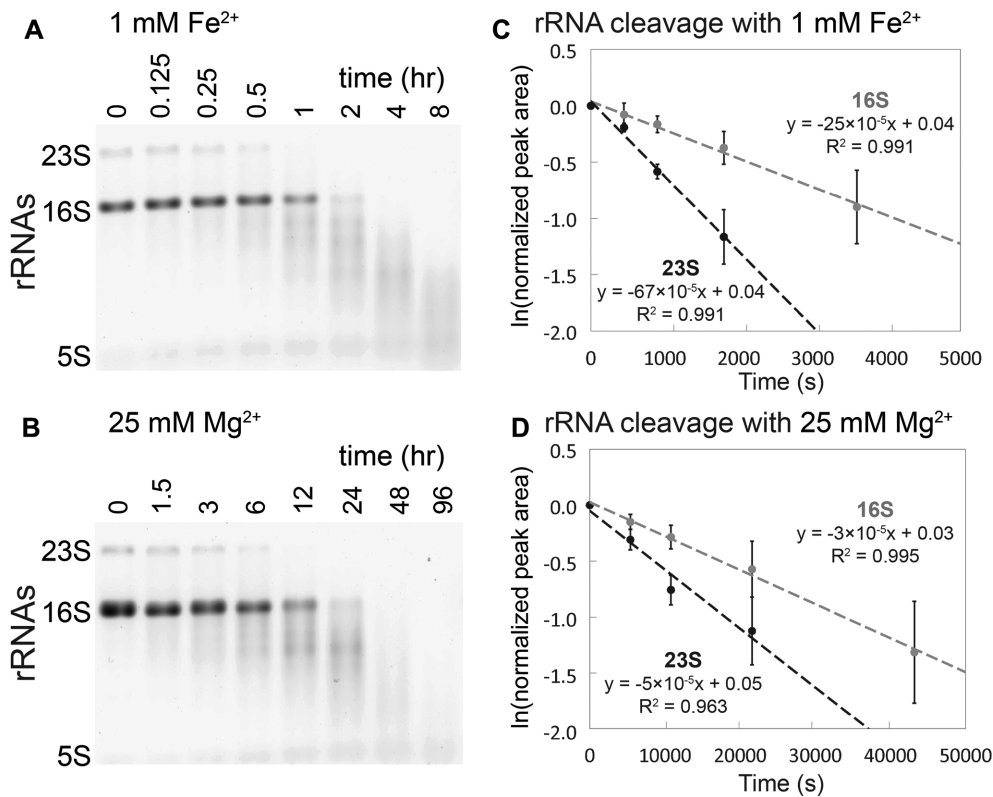 A
1 mM Fe²⁺
time (hr)
0 0.125 0.25 0.5 1 2 4 8
23S
16S
5S
rRNAs
B
25 mM Mg²⁺
time (hr)
0 1.5 3 6 12 24 48 96
23S
16S
5S
rRNAs
C rRNA cleavage with 1 mM Fe²⁺
ln(normalized peak area)
0.5
0.0
-0.5
-1.0
-1.5
-2.0
16S
y = -25×10⁻⁵x + 0.04
R² = 0.991
23S
y = -67×10⁻⁵x + 0.04
R² = 0.991
0 1000 2000 3000 4000 5000
Time (s)
D rRNA cleavage with 25 mM Mg²⁺
ln(normalized peak area)
0.5
0.0
-0.5
-1.0
-1.5
-2.0
16S
y = -3×10⁻⁵x + 0.03
R² = 0.995
23S
y = -5×10⁻⁵x + 0.05
R² = 0.963
0 10000 20000 30000 40000 50000
Time (s)